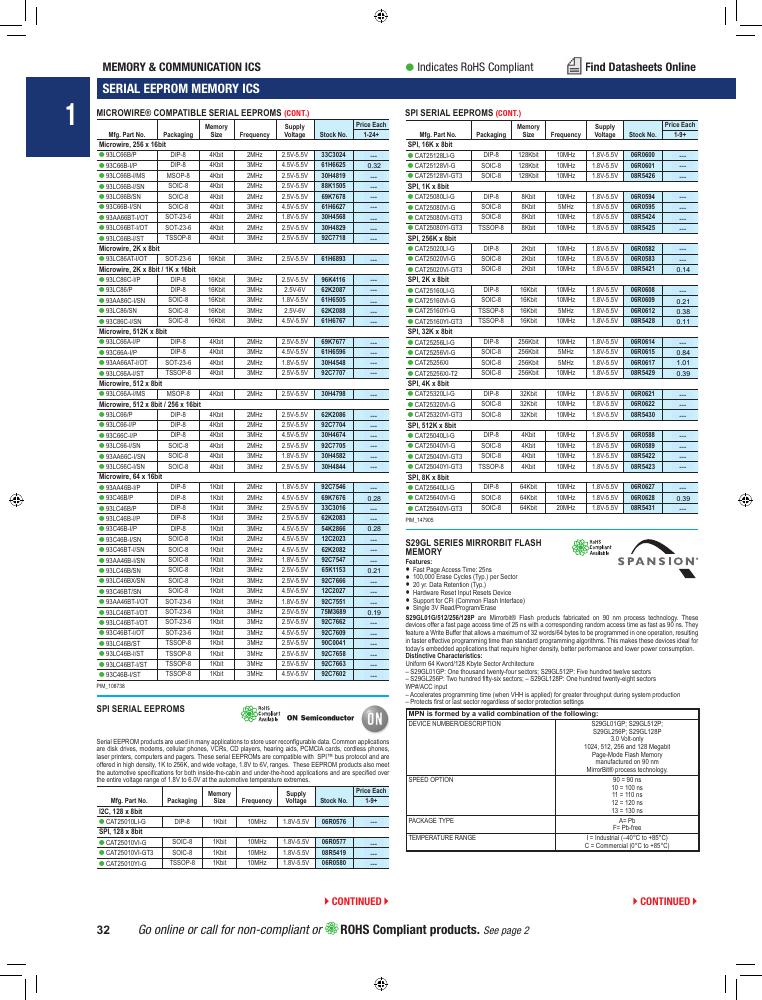 MEMORY & COMMUNICATION ICS
Indicates RoHS Compliant
Find Datasheets Online
SERIAL EEPROM MEMORY ICS
1
MICROWIRE® COMPATIBLE SERIAL EEPROMS (CONT.)
Mfg. Part No. Packaging Memory Size Frequency Supply Voltage Stock No. Price Each 1-24+
Microwire, 256 x 16bit
93LC66B/P DIP-8 4Kbit 2MHz 2.5V-5.5V 33C3024 ---
93C66B-I/P DIP-8 4Kbit 3MHz 4.5V-5.5V 61H6625 0.32
93LC66B-I/MS MSOP-8 4Kbit 2MHz 2.5V-5.5V 30H4819 ---
93LC66B-I/SN SOIC-8 4Kbit 2MHz 2.5V-5.5V 88K1505 ---
93LC66B/SN SOIC-8 4Kbit 2MHz 2.5V-5.5V 69K7678 ---
93C66B-I/SN SOIC-8 4Kbit 3MHz 4.5V-5.5V 61H6627 ---
93AA66BT-I/OT SOT-23-6 4Kbit 2MHz 1.8V-5.5V 30H4568 ---
93LC66BT-I/OT SOT-23-6 4Kbit 2MHz 2.5V-5.5V 30H4829 ---
93LC66B-I/ST TSSOP-8 4Kbit 2MHz 2.5V-5.5V 92C7718 ---
Microwire, 2K x 8bit
93LC86AT-I/OT SOT-23-6 16Kbit 3MHz 2.5V-5.5V 61H6893 ---
Microwire, 2K x 8bit / 1K x 16bit
93LC86C-I/P DIP-8 16Kbit 3MHz 2.5V-5.5V 96K4116 ---
93LC86/P DIP-8 16Kbit 3MHz 2.5V-6V 62K2087 ---
93AA86C-I/SN SOIC-8 16Kbit 3MHz 1.8V-5.5V 61H6505 ---
93LC86/SN SOIC-8 16Kbit 3MHz 2.5V-6V 62K2088 ---
93C86C-I/SN SOIC-8 16Kbit 3MHz 4.5V-5.5V 61H6767 ---
Microwire, 512K x 8bit
93LC66A-I/P DIP-8 4Kbit 2MHz 2.5V-5.5V 69K7677 ---
93C66A-I/P DIP-8 4Kbit 3MHz 4.5V-5.5V 61H6596 ---
93AA66AT-I/OT SOT-23-6 4Kbit 2MHz 1.8V-5.5V 30H4548 ---
93LC66A-I/ST TSSOP-8 4Kbit 2MHz 2.5V-5.5V 92C7707 ---
Microwire, 512 x 8bit
93LC66A-I/MS MSOP-8 4Kbit 2MHz 2.5V-5.5V 30H4798 ---
Microwire, 512 x 8bit / 256 x 16bit
93LC66/P DIP-8 4Kbit 2MHz 2.5V-5.5V 62K2086 ---
93LC66-I/P DIP-8 4Kbit 2MHz 2.5V-5.5V 92C7704 ---
93C66C-I/P DIP-8 4Kbit 3MHz 4.5V-5.5V 30H4674 ---
93LC66-I/SN SOIC-8 4Kbit 2MHz 2.5V-5.5V 92C7705 ---
93AA66C-I/SN SOIC-8 4Kbit 3MHz 1.8V-5.5V 30H4582 ---
93LC66C-I/SN SOIC-8 4Kbit 3MHz 2.5V-5.5V 30H4844 ---
Microwire, 64 x 16bit
93AA46B-I/P DIP-8 1Kbit 2MHz 1.8V-5.5V 92C7546 ---
93C46B/P DIP-8 1Kbit 2MHz 4.5V-5.5V 69K7676 0.28
93LC46B/P DIP-8 1Kbit 2MHz 2.5V-5.5V 33C3016 ---
93LC46B-I/P DIP-8 1Kbit 2MHz 2.5V-5.5V 62K2083 ---
93C46B-I/P DIP-8 1Kbit 2MHz 4.5V-5.5V 54K2866 0.28
93C46B-I/SN SOIC-8 1Kbit 2MHz 4.5V-5.5V 12C2023 ---
93C46BT-I/SN SOIC-8 1Kbit 2MHz 4.5V-5.5V 62K2082 ---
93AA46B-I/SN SOIC-8 1Kbit 2MHz 1.8V-5.5V 92C7547 ---
93LC46B/SN SOIC-8 1Kbit 2MHz 2.5V-5.5V 65K1153 0.21
93LC46BX/SN SOIC-8 1Kbit 2MHz 2.5V-5.5V 92C7666 ---
93C46BT/SN SOIC-8 1Kbit 2MHz 4.5V-5.5V 12C2027 ---
93AA46BT-I/OT SOT-23-6 1Kbit 2MHz 1.8V-5.5V 92C7551 ---
93LC46BT-I/OT SOT-23-6 1Kbit 2MHz 2.5V-5.5V 75M3689 0.19
93LC46BT/OT SOT-23-6 1Kbit 2MHz 2.5V-5.5V 92C7662 ---
93C46BT-I/OT SOT-23-6 1Kbit 2MHz 4.5V-5.5V 92C7609 ---
93LC46B/ST TSSOP-8 1Kbit 2MHz 2.5V-5.5V 90C0041 ---
93LC46B-I/ST TSSOP-8 1Kbit 2MHz 2.5V-5.5V 92C7658 ---
93LC46BT-I/ST TSSOP-8 1Kbit 2MHz 2.5V-5.5V 92C7663 ---
93C46B/ST TSSOP-8 1Kbit 2MHz 4.5V-5.5V 92C7602 ---
PIM_108738
SPI SERIAL EEPROMS
RoHS Compliant Available
ON Semiconductor
ON
Serial EEPROM products are used in many applications to store user reconfigurable data. Common applications
are disk drives, modems, cellular phones, VCRs, CD players, hearing aids, PCMCIA cards, cordless phones,
laser printers, computers and pagers. These serial EEPROMs are compatible with SPI™ bus protocol and are
offered in high density, 1K to 256K, and wide voltage, 1.8V to 6V, ranges. These EEPROM products also meet
the automotive specifications for both inside-the-cabin and under-the-hood applications and are specified over
the entire voltage range of 1.8V to 6.0V at the automotive temperature extremes.
Mfg. Part No. Packaging Memory Size Frequency Supply Voltage Stock No. Price Each 1-9+
I2C, 128 x 8bit
CAT25010LI-G DIP-8 1Kbit 10MHz 1.8V-5.5V 06R0576 ---
SPI, 128 x 8bit
CAT25010VI-G SOIC-8 1Kbit 10MHz 1.8V-5.5V 06R0577 ---
CAT25010VI-GT3 SOIC-8 1Kbit 10MHz 1.8V-5.5V 08R5419 ---
CAT25010YI-G TSSOP-8 1Kbit 10MHz 1.8V-5.5V 06R0580 ---
CONTINUED
SPI SERIAL EEPROMS (CONT.)
Mfg. Part No. Packaging Memory Size Frequency Supply Voltage Stock No. Price Each 1-9+
SPI, 16K x 8bit
CAT25128LI-G DIP-8 128Kbit 10MHz 1.8V-5.5V 06R0600 ---
CAT25128VI-G SOIC-8 128Kbit 10MHz 1.8V-5.5V 06R0601 ---
CAT25128VI-GT3 SOIC-8 128Kbit 10MHz 1.8V-5.5V 08R5426 ---
SPI, 1K x 8bit
CAT25080LI-G DIP-8 8Kbit 10MHz 1.8V-5.5V 06R0594 ---
CAT25080VI-G SOIC-8 8Kbit 5MHz 1.8V-5.5V 06R0595 ---
CAT25080VI-GT3 SOIC-8 8Kbit 10MHz 1.8V-5.5V 08R5424 ---
CAT25080YI-GT3 TSSOP-8 8Kbit 10MHz 1.8V-5.5V 08R5425 ---
SPI, 256K x 8bit
CAT25020LI-G DIP-8 2Kbit 10MHz 1.8V-5.5V 06R0582 ---
CAT25020VI-G SOIC-8 2Kbit 10MHz 1.8V-5.5V 06R0583 ---
CAT25020VI-GT3 SOIC-8 2Kbit 10MHz 1.8V-5.5V 08R5421 0.14
SPI, 2K x 8bit
CAT25160LI-G DIP-8 16Kbit 10MHz 1.8V-5.5V 06R0608 ---
CAT25160VI-G SOIC-8 16Kbit 10MHz 1.8V-5.5V 06R0609 0.21
CAT25160YI-G TSSOP-8 16Kbit 10MHz 1.8V-5.5V 06R0612 0.38
CAT25160YI-GT3 TSSOP-8 16Kbit 10MHz 1.8V-5.5V 08R5428 0.11
SPI, 32K x 8bit
CAT25256LI-G DIP-8 256Kbit 10MHz 1.8V-5.5V 06R0614 ---
CAT25256VI-G SOIC-8 256Kbit 5MHz 1.8V-5.5V 06R0615 0.84
CAT25256XI SOIC-8 256Kbit 5MHz 1.8V-5.5V 06R0617 1.01
CAT25256XI-T2 SOIC-8 256Kbit 10MHz 1.8V-5.5V 08R5429 0.39
SPI, 4K x 8bit
CAT25320LI-G DIP-8 32Kbit 10MHz 1.8V-5.5V 06R0621 ---
CAT25320VI-G SOIC-8 32Kbit 10MHz 1.8V-5.5V 06R0622 ---
CAT25320VI-GT3 SOIC-8 32Kbit 10MHz 1.8V-5.5V 08R5430 ---
SPI, 512K x 8bit
CAT25040LI-G DIP-8 4Kbit 10MHz 1.8V-5.5V 06R0588 ---
CAT25040VI-G SOIC-8 4Kbit 10MHz 1.8V-5.5V 06R0589 ---
CAT25040VI-GT3 SOIC-8 4Kbit 10MHz 1.8V-5.5V 08R5422 ---
CAT25040YI-GT3 TSSOP-8 4Kbit 10MHz 1.8V-5.5V 08R5423 ---
SPI, 8K x 8bit
CAT25640LI-G DIP-8 64Kbit 10MHz 1.8V-5.5V 06R0627 ---
CAT25640VI-G SOIC-8 64Kbit 10MHz 1.8V-5.5V 06R0628 0.39
CAT25640VI-GT3 SOIC-8 64Kbit 20MHz 1.8V-5.5V 08R5431 ---
PIM_147905
S29GL SERIES MIRRORBIT FLASH
MEMORY
RoHS Compliant Available
SPANSION
Features:
Fast Page Access Time: 25ns
100,000 Erase Cycles (Typ.) per Sector
20 yr. Data Retention (Typ.)
Hardware Reset Input Resets Device
Support for CFI (Common Flash Interface)
Single 3V Read/Program/Erase
S29GL01G/512/256/128P are Mirrorbit® Flash products fabricated on 90 nm process technology. These
devices offer a fast page access time of 25 ns with a corresponding random access time as fast as 90 ns. They
feature a Write Buffer that allows a maximum of 32 words/64 bytes to be programmed in one operation, resulting
in faster effective programming time than standard programming algorithms. This makes these devices ideal for
today's embedded applications that require higher density, better performance and lower power consumption.
Distinctive Characteristics:
Uniform 64 Kword/128 Kbyte Sector Architecture
– S29GL01GP: One thousand twenty-four sectors; S29GL512P: Five hundred twelve sectors
– S29GL256P: Two hundred fifty-six sectors; – S29GL128P: One hundred twenty-eight sectors
WP#/ACC input
– Accelerates programming time (when VHH is applied) for greater throughput during system production
– Protects first or last sector regardless of sector protection settings
MPN is formed by a valid combination of the following:
DEVICE NUMBER/DESCRIPTION S29GL01GP; S29GL512P;
S29GL256P; S29GL128P
3.0 Volt-only
1024, 512, 256 and 128 Megabit
Page-Mode Flash Memory
manufactured on 90 nm
MirrorBit® process technology.
SPEED OPTION 90 = 90 ns
10 = 100 ns
11 = 110 ns
12 = 120 ns
13 = 130 ns
PACKAGE TYPE A= Pb
F= Pb-free
TEMPERATURE RANGE I = Industrial (–40°C to +85°C)
C = Commercial (0°C to +85°C)
CONTINUED
32 Go online or call for non-compliant or ROHS Compliant products. See page 2